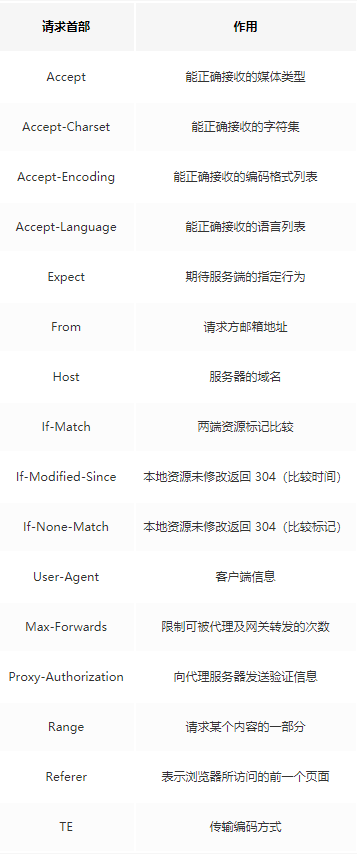 请求首部 作用
Accept 能正确接收的媒体类型
Accept-Charset 能正确接收的字符集
Accept-Encoding 能正确接收的编码格式列表
Accept-Language 能正确接收的语言列表
Expect 期待服务端的指定行为
From 请求方邮箱地址
Host 服务器的域名
If-Match 两端资源标记比较
If-Modified-Since 本地资源未修改返回 304（比较时间）
If-None-Match 本地资源未修改返回 304（比较标记）
User-Agent 客户端信息
Max-Forwards 限制可被代理及网关转发的次数
Proxy-Authorization 向代理服务器发送验证信息
Range 请求某个内容的一部分
Referer 表示浏览器所访问的前一个页面
TE 传输编码方式